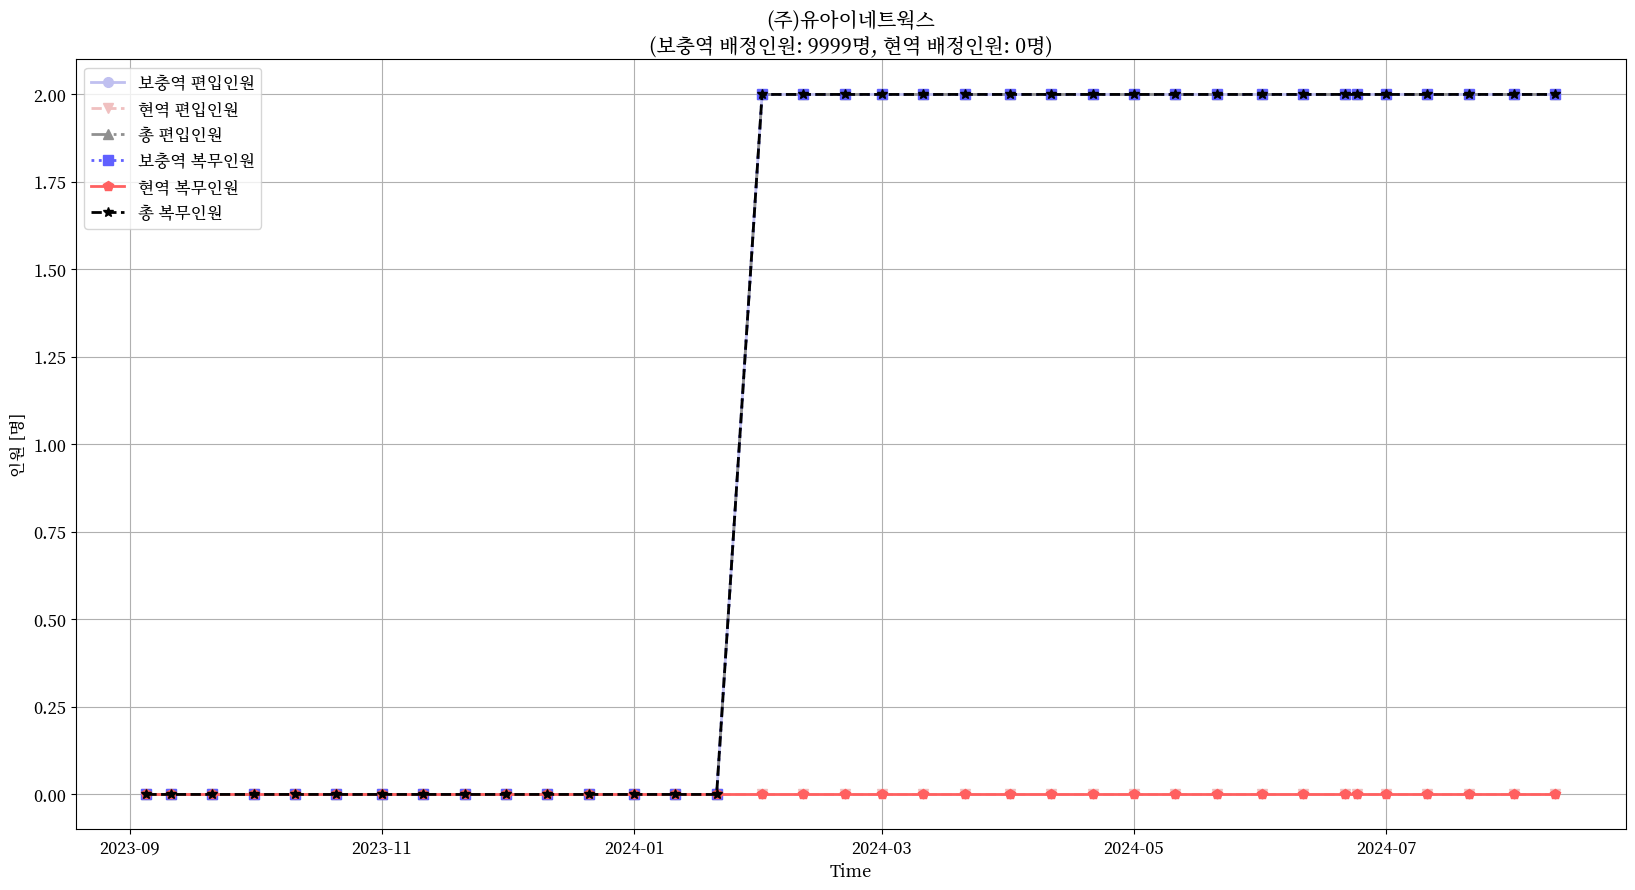 (주)유아이네트웍스
(보충역 배정인원: 9999명, 현역 배정인원: 0명)
보충역 편입인원
현역 편입인원
총 편입인원
보충역 복무인원
현역 복무인원
총 복무인원
인원 [명]
2.00
1.75
1.50
1.25
1.00
0.75
0.50
0.25
0.00
2023-09
2023-11
2024-01
2024-03
2024-05
2024-07
Time